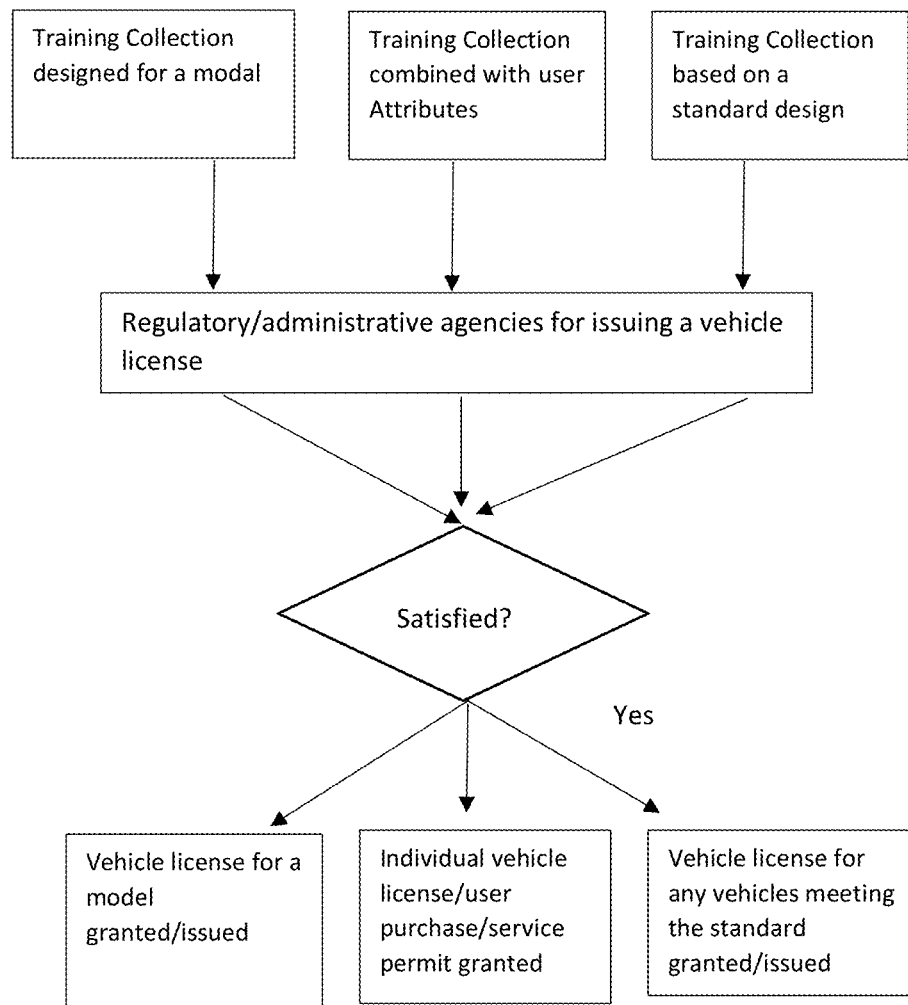 Training Collection
designed for a modal
Training Collection
combined with user
Attributes
Training Collection
based on a
standard design
Regulatory/administrative agencies for issuing a vehicle
license
Satisfied?
Yes
Vehicle license for a
model
granted/issued
Individual vehicle
license/user
purchase/service
permit granted
Vehicle license for
any vehicles meeting
the standard
granted/issued